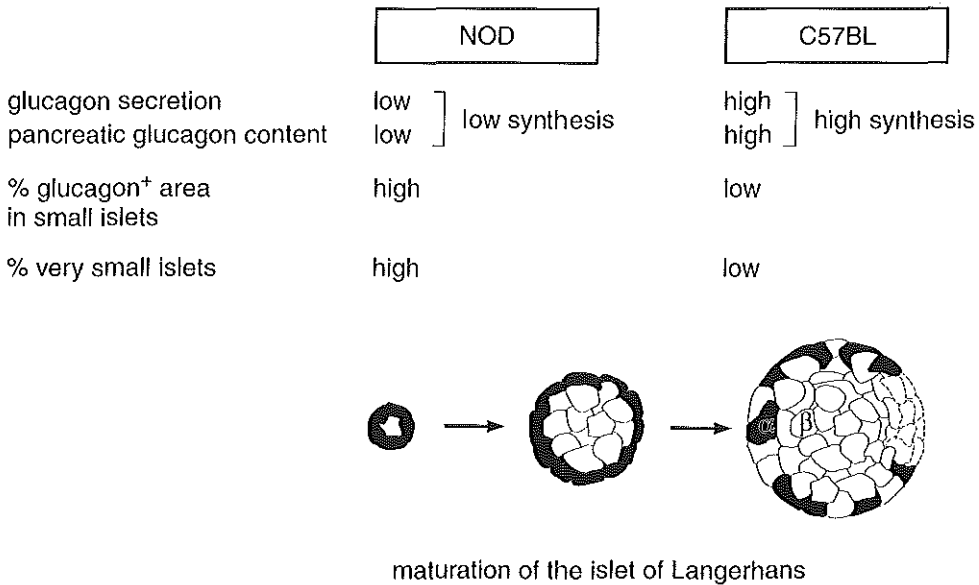 NOD C57BL
glucagon secretion low high
low synthesis high synthesis
pancreatic glucagon content low high
% glucagon⁺ area high low
in small islets
% very small islets high low
α β
maturation of the islet of Langerhans